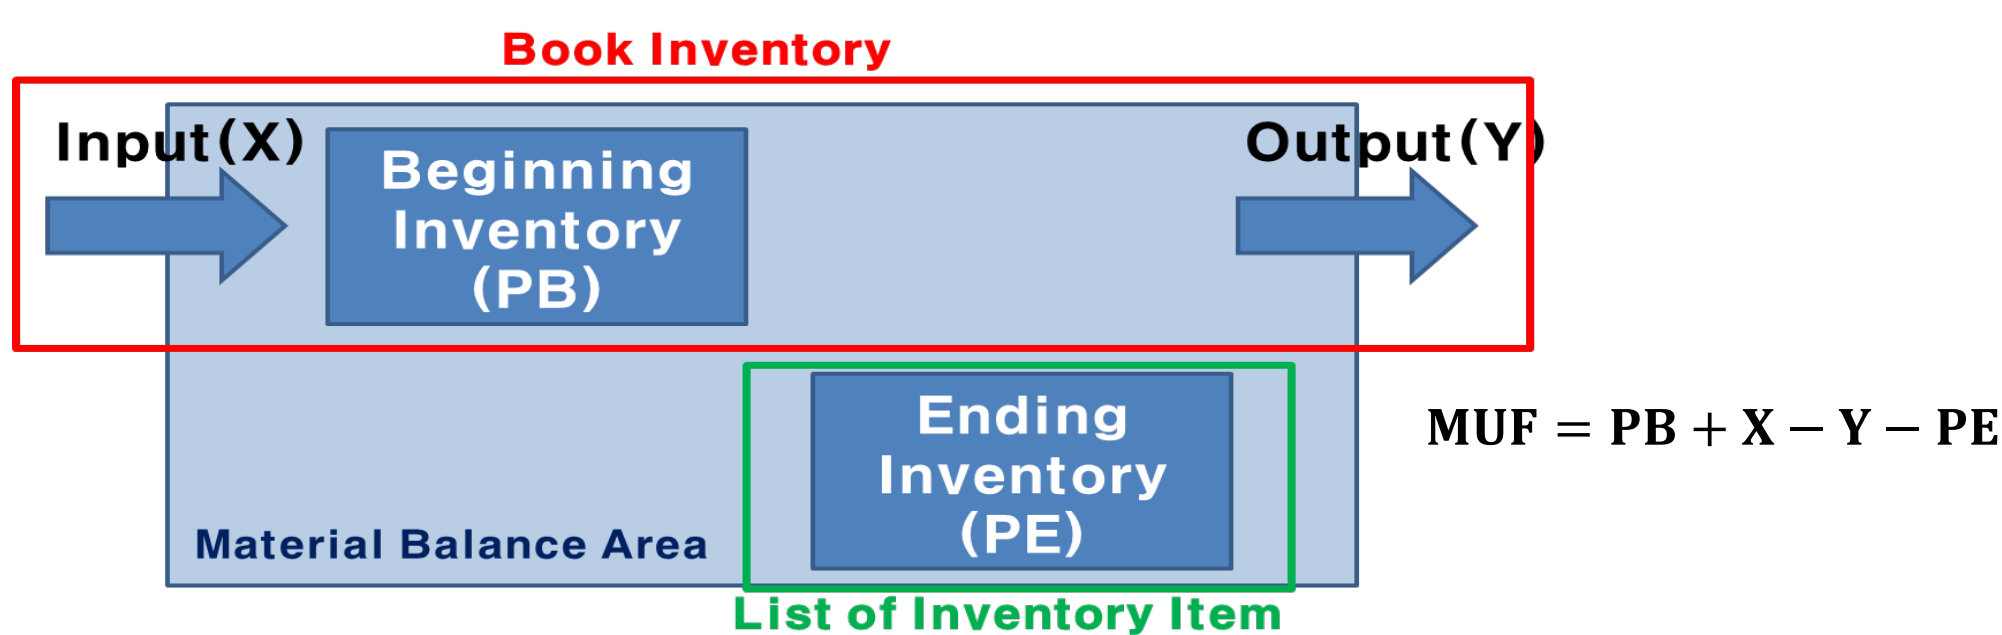 Book Inventory
Input(X)
Output(Y)
Beginning
Inventory
(PB)
Ending
Inventory
(PE)
MUF = PB + X − Y − PE
Material Balance Area
List of Inventory Item